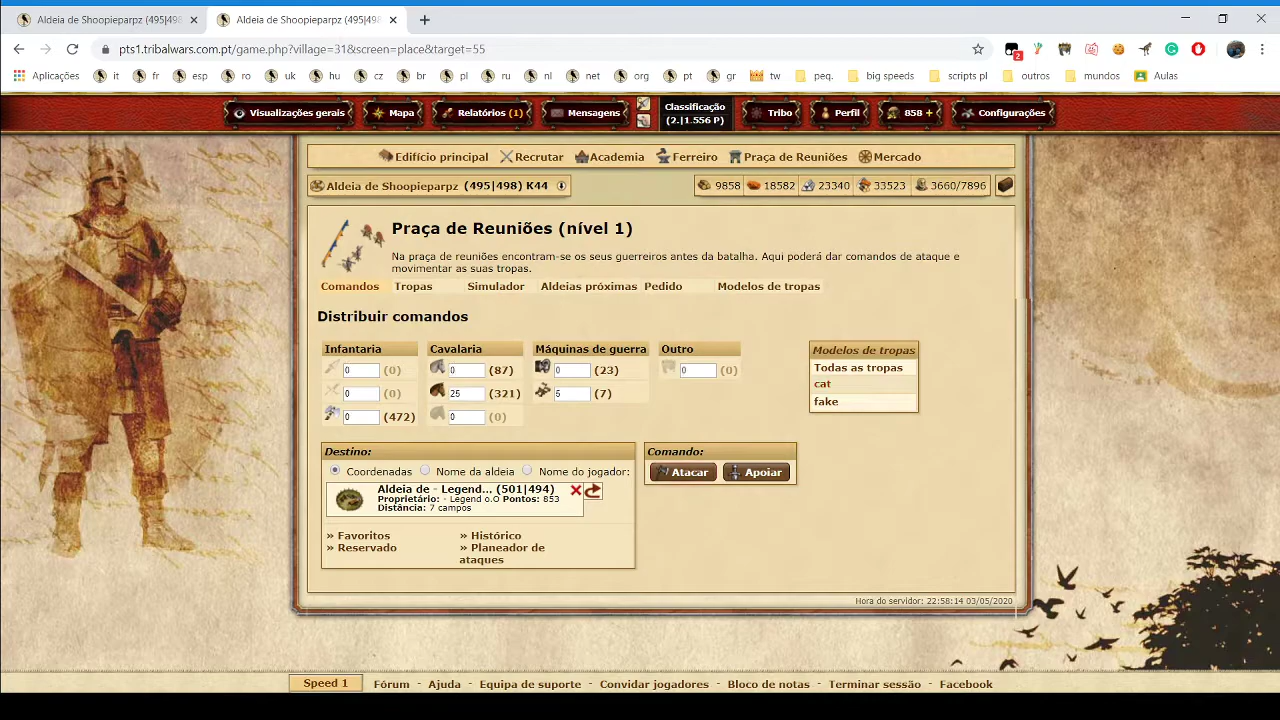 Aldeia de Shoopieparpz (495|498
Aldeia de Shoopieparpz (495|498
pts1.tribalwars.com.pt/game.php?village=31&screen=place&target=55
2
Aplicações it fr esp ro uk hu cz br pl ru nl net org pt gr tw peq. big speeds scripts pl outros mundos Aulas
Visualizações gerais Mapa Relatórios (1) Mensagens Classificação (2.|1.556 P) Tribo Perfil 858 + Configurações
Edifício principal Recrutar Academia Ferreiro Praça de Reuniões Mercado
Aldeia de Shoopieparpz (495|498) K44 9858 18582 23340 33523 3660/7896
Praça de Reuniões (nível 1)
Na praça de reuniões encontram-se os seus guerreiros antes da batalha. Aqui poderá dar comandos de ataque e
movimentar as suas tropas.
Comandos Tropas Simulador Aldeias próximas Pedido Modelos de tropas
Distribuir comandos
Infantaria Cavalaria Máquinas de guerra Outro Modelos de tropas
0 (0) 0 (87) 0 (23) 0 (0) Todas as tropas
0 (0) 25 (321) 5 (7) cat
0 (472) 0 (0) fake
Destino: Comando:
Coordenadas Nome da aldeia Nome do jogador: Atacar Apoiar
Aldeia de - Legend... (501|494)
Proprietário: - Legend o.O Pontos: 853
Distância: 7 campos
» Favoritos » Histórico
» Reservado » Planeador de
ataques
Hora do servidor: 22:58:14 03/05/2020
Speed 1 Fórum - Ajuda - Equipa de suporte - Convidar jogadores - Bloco de notas - Terminar sessão - Facebook